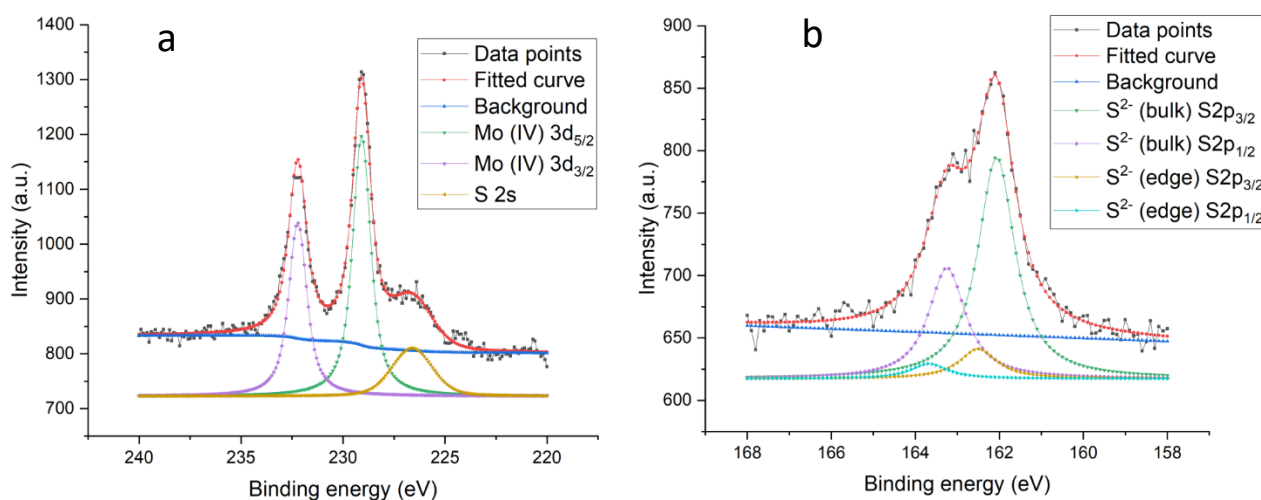 a
Data points
Fitted curve
Background
Mo (IV) 3d5/2
Mo (IV) 3d3/2
S 2s
1400
1300
1200
1100
1000
900
800
700
Intensity (a.u.)
240
235
230
225
220
Binding energy (eV)
b
Data points
Fitted curve
Background
S2- (bulk) S2p3/2
S2- (bulk) S2p1/2
S2- (edge) S2p3/2
S2- (edge) S2p1/2
900
850
800
750
700
650
600
Intensity (a.u.)
168
166
164
162
160
158
Binding energy (eV)